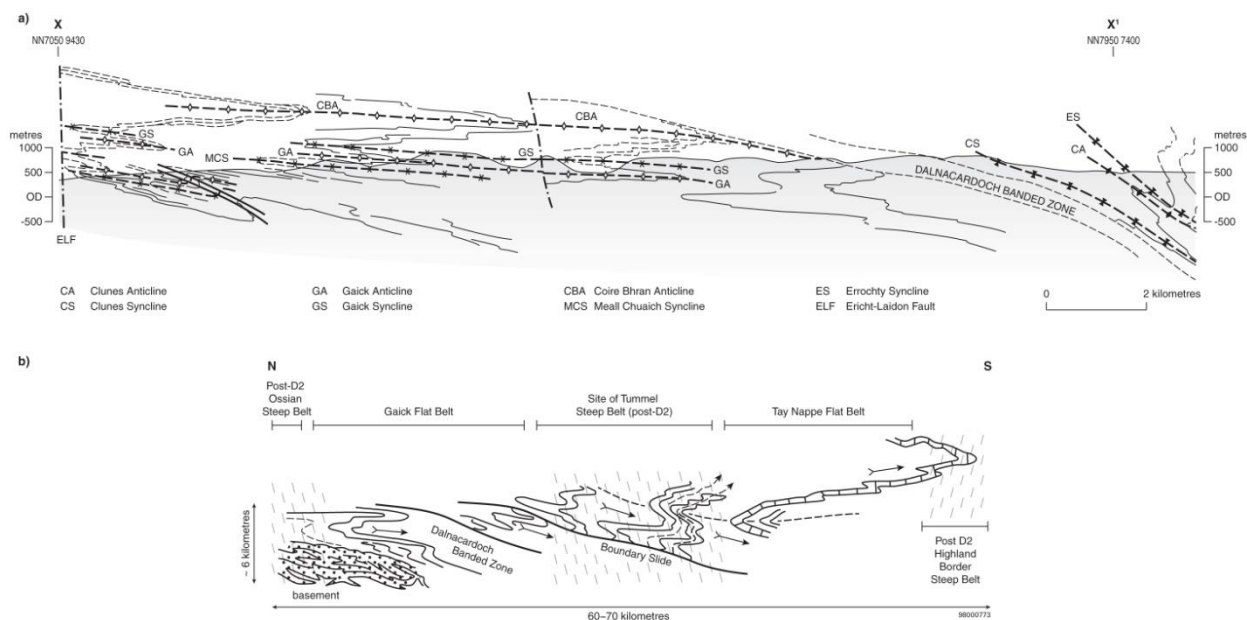 a)
X
NN7050 9430
X¹
NN7950 7400
CBA
CBA
ES
GS
GA
CS
CA
metres
1000
500
OD
-500
GA
MCS
GS
GS
GA
DALNACARDOCH BANDED ZONE
metres
1000
500
OD
-500
ELF
CA Clunes Anticline
GA Gaick Anticline
CBA Coire Bhran Anticline
ES Errochty Syncline
CS Clunes Syncline
GS Gaick Syncline
MCS Meall Chuaich Syncline
ELF Ericht-Laidon Fault
0
2 kilometres
b)
N
S
Post-D2
Ossian
Steep Belt
Gaick Flat Belt
Site of Tummel
Steep Belt (post-D2)
Tay Nappe Flat Belt
~ 6 kilometres
Dalnacardoch
Banded Zone
Boundary Slide
basement
Post D2
Highland
Border
Steep Belt
60–70 kilometres
98000773